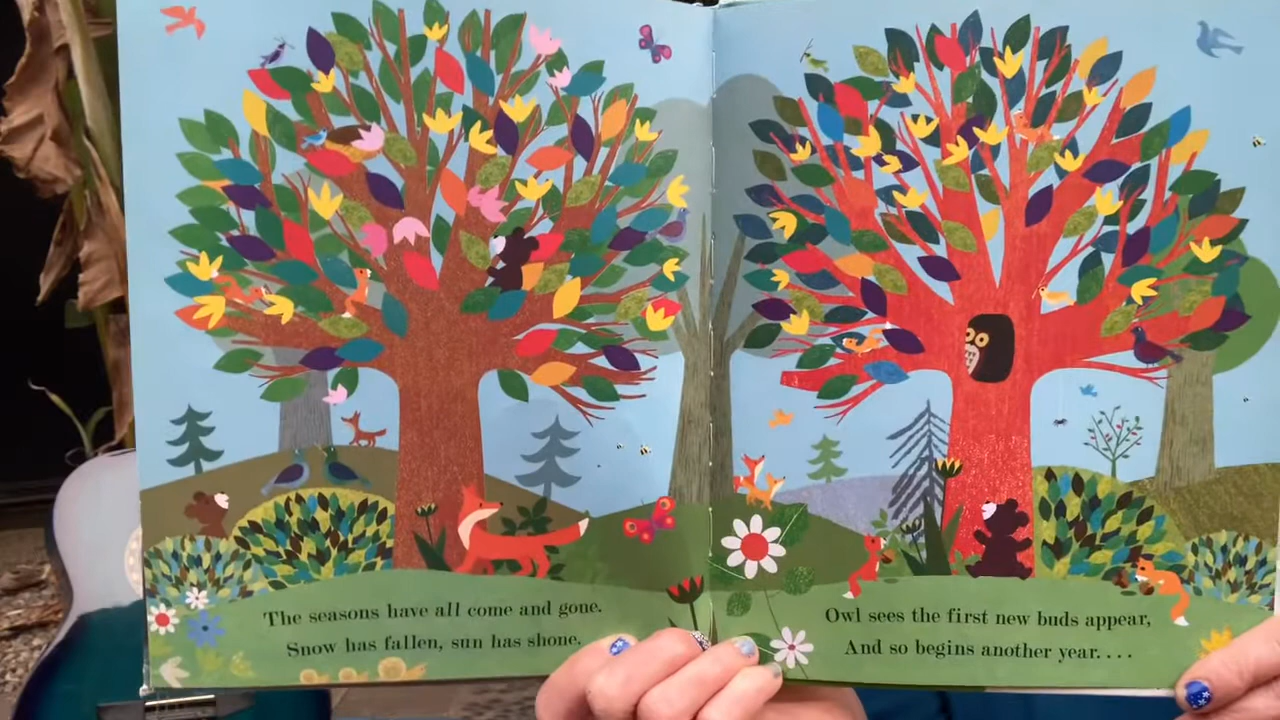 The seasons have all come and gone.
Snow has fallen, sun has shone.
Owl sees the first new buds appear,
And so begins another year....